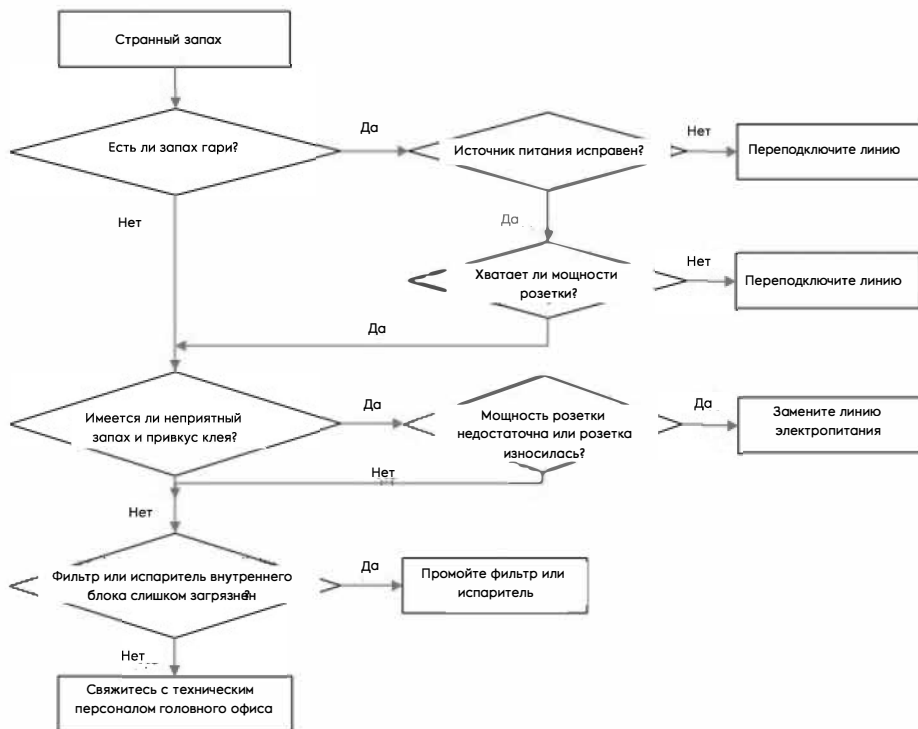 Странный запах
Есть ли запах гари?
Да
Источник питания исправен?
Нет
Переподключите линию
Нет
Да
Хватает ли мощности
розетки?
Нет
Переподключите линию
Да
Имеется ли неприятный
запах и привкус клея?
Да
Мощность розетки
недостаточна или розетка
износилась?
Да
Замените линию
электропитания
Нет
Нет
Фильтр или испаритель внутреннего
блока слишком загрязнен?
Да
Промойте фильтр или
испаритель
Нет
Свяжитесь с техническим
персоналом головного офиса